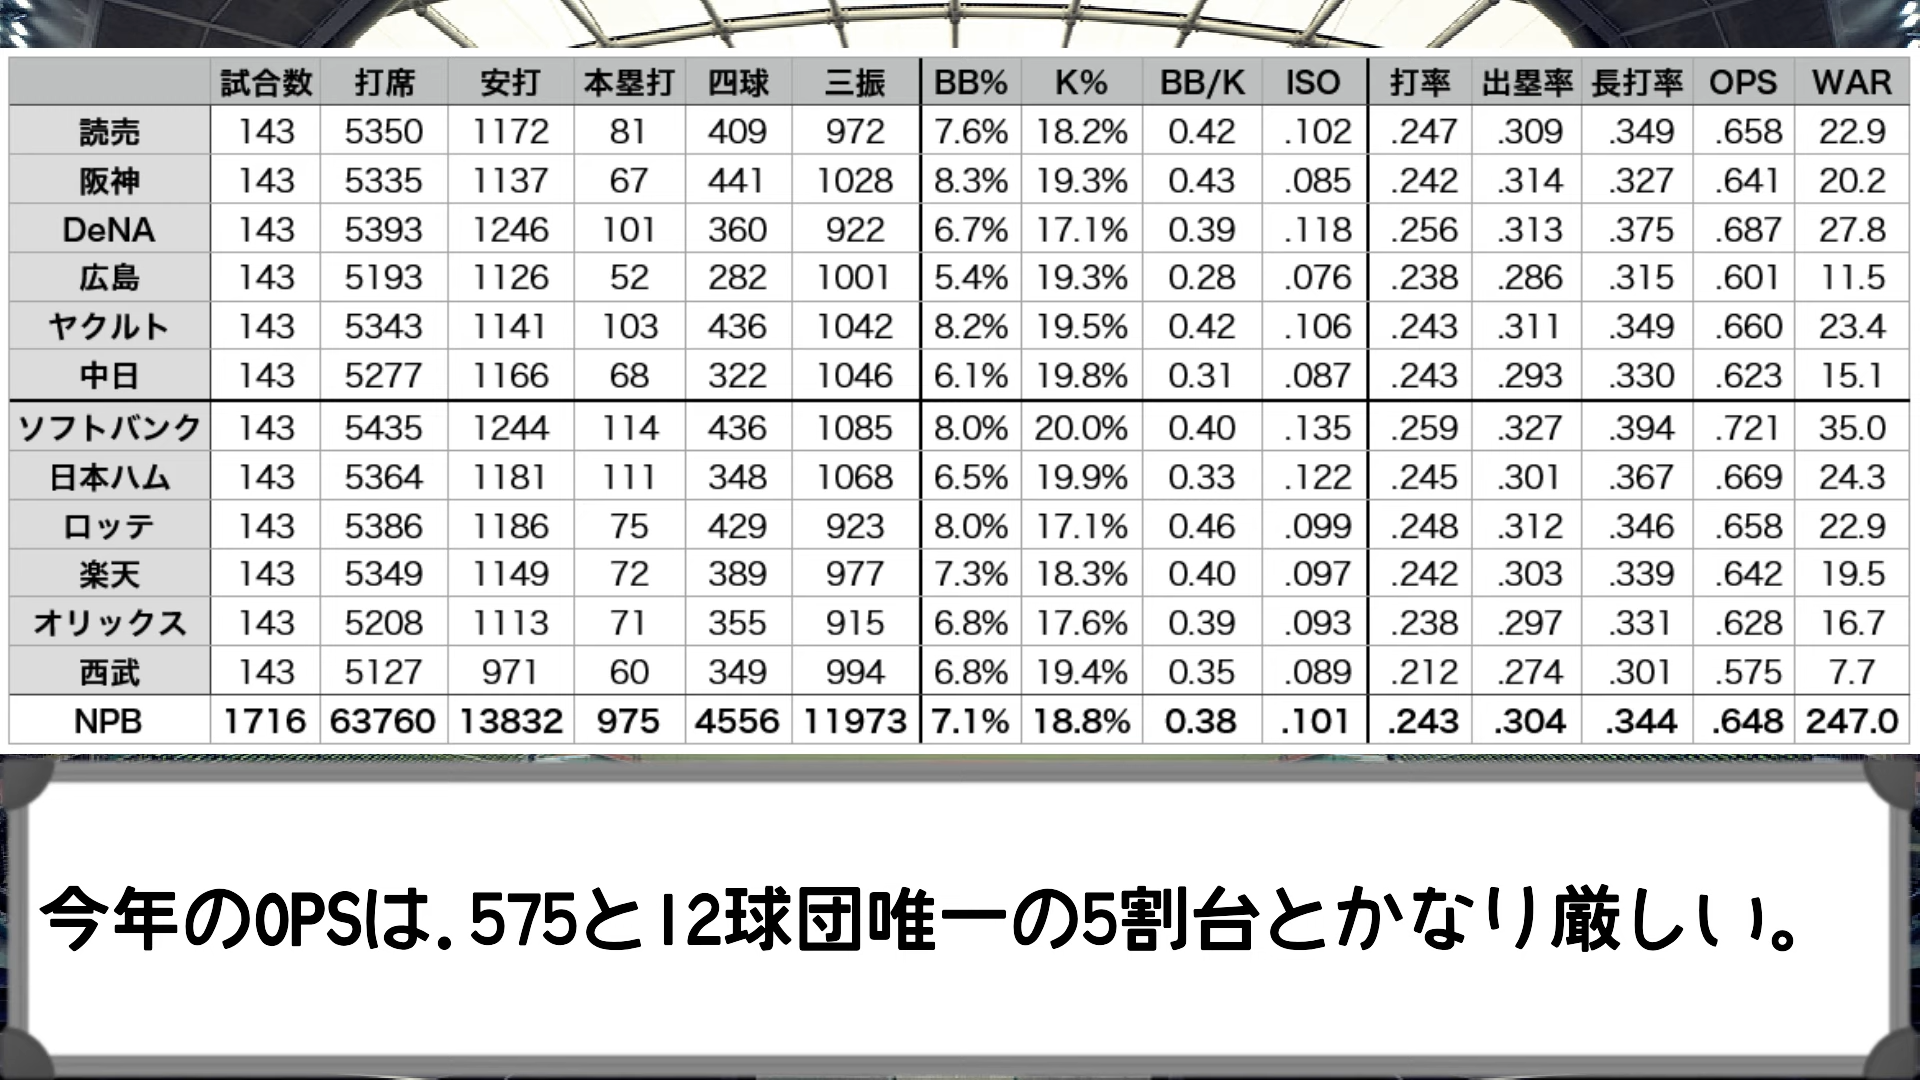 試合数 打席 安打 本塁打 四球 三振 BB% K% BB/K ISO 打率 出塁率 長打率 OPS WAR
読売 143 5350 1172 81 409 972 7.6% 18.2% 0.42 .102 .247 .309 .349 .658 22.9
阪神 143 5335 1137 67 441 1028 8.3% 19.3% 0.43 .085 .242 .314 .327 .641 20.2
DeNA 143 5393 1246 101 360 922 6.7% 17.1% 0.39 .118 .256 .313 .375 .687 27.8
広島 143 5193 1126 52 282 1001 5.4% 19.3% 0.28 .076 .238 .286 .315 .601 11.5
ヤクルト 143 5343 1141 103 436 1042 8.2% 19.5% 0.42 .106 .243 .311 .349 .660 23.4
中日 143 5277 1166 68 322 1046 6.1% 19.8% 0.31 .087 .243 .293 .330 .623 15.1
ソフトバンク 143 5435 1244 114 436 1085 8.0% 20.0% 0.40 .135 .259 .327 .394 .721 35.0
日本ハム 143 5364 1181 111 348 1068 6.5% 19.9% 0.33 .122 .245 .301 .367 .669 24.3
ロッテ 143 5386 1186 75 429 923 8.0% 17.1% 0.46 .099 .248 .312 .346 .658 22.9
楽天 143 5349 1149 72 389 977 7.3% 18.3% 0.40 .097 .242 .303 .339 .642 19.5
オリックス 143 5208 1113 71 355 915 6.8% 17.6% 0.39 .093 .238 .297 .331 .628 16.7
西武 143 5127 971 60 349 994 6.8% 19.4% 0.35 .089 .212 .274 .301 .575 7.7
NPB 1716 63760 13832 975 4556 11973 7.1% 18.8% 0.38 .101 .243 .304 .344 .648 247.0
今年のOPSは.575と12球団唯一の5割台とかなり厳しい。